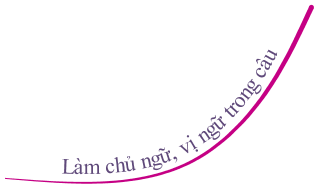 Làm chủ ngữ, vị ngữ trong câu